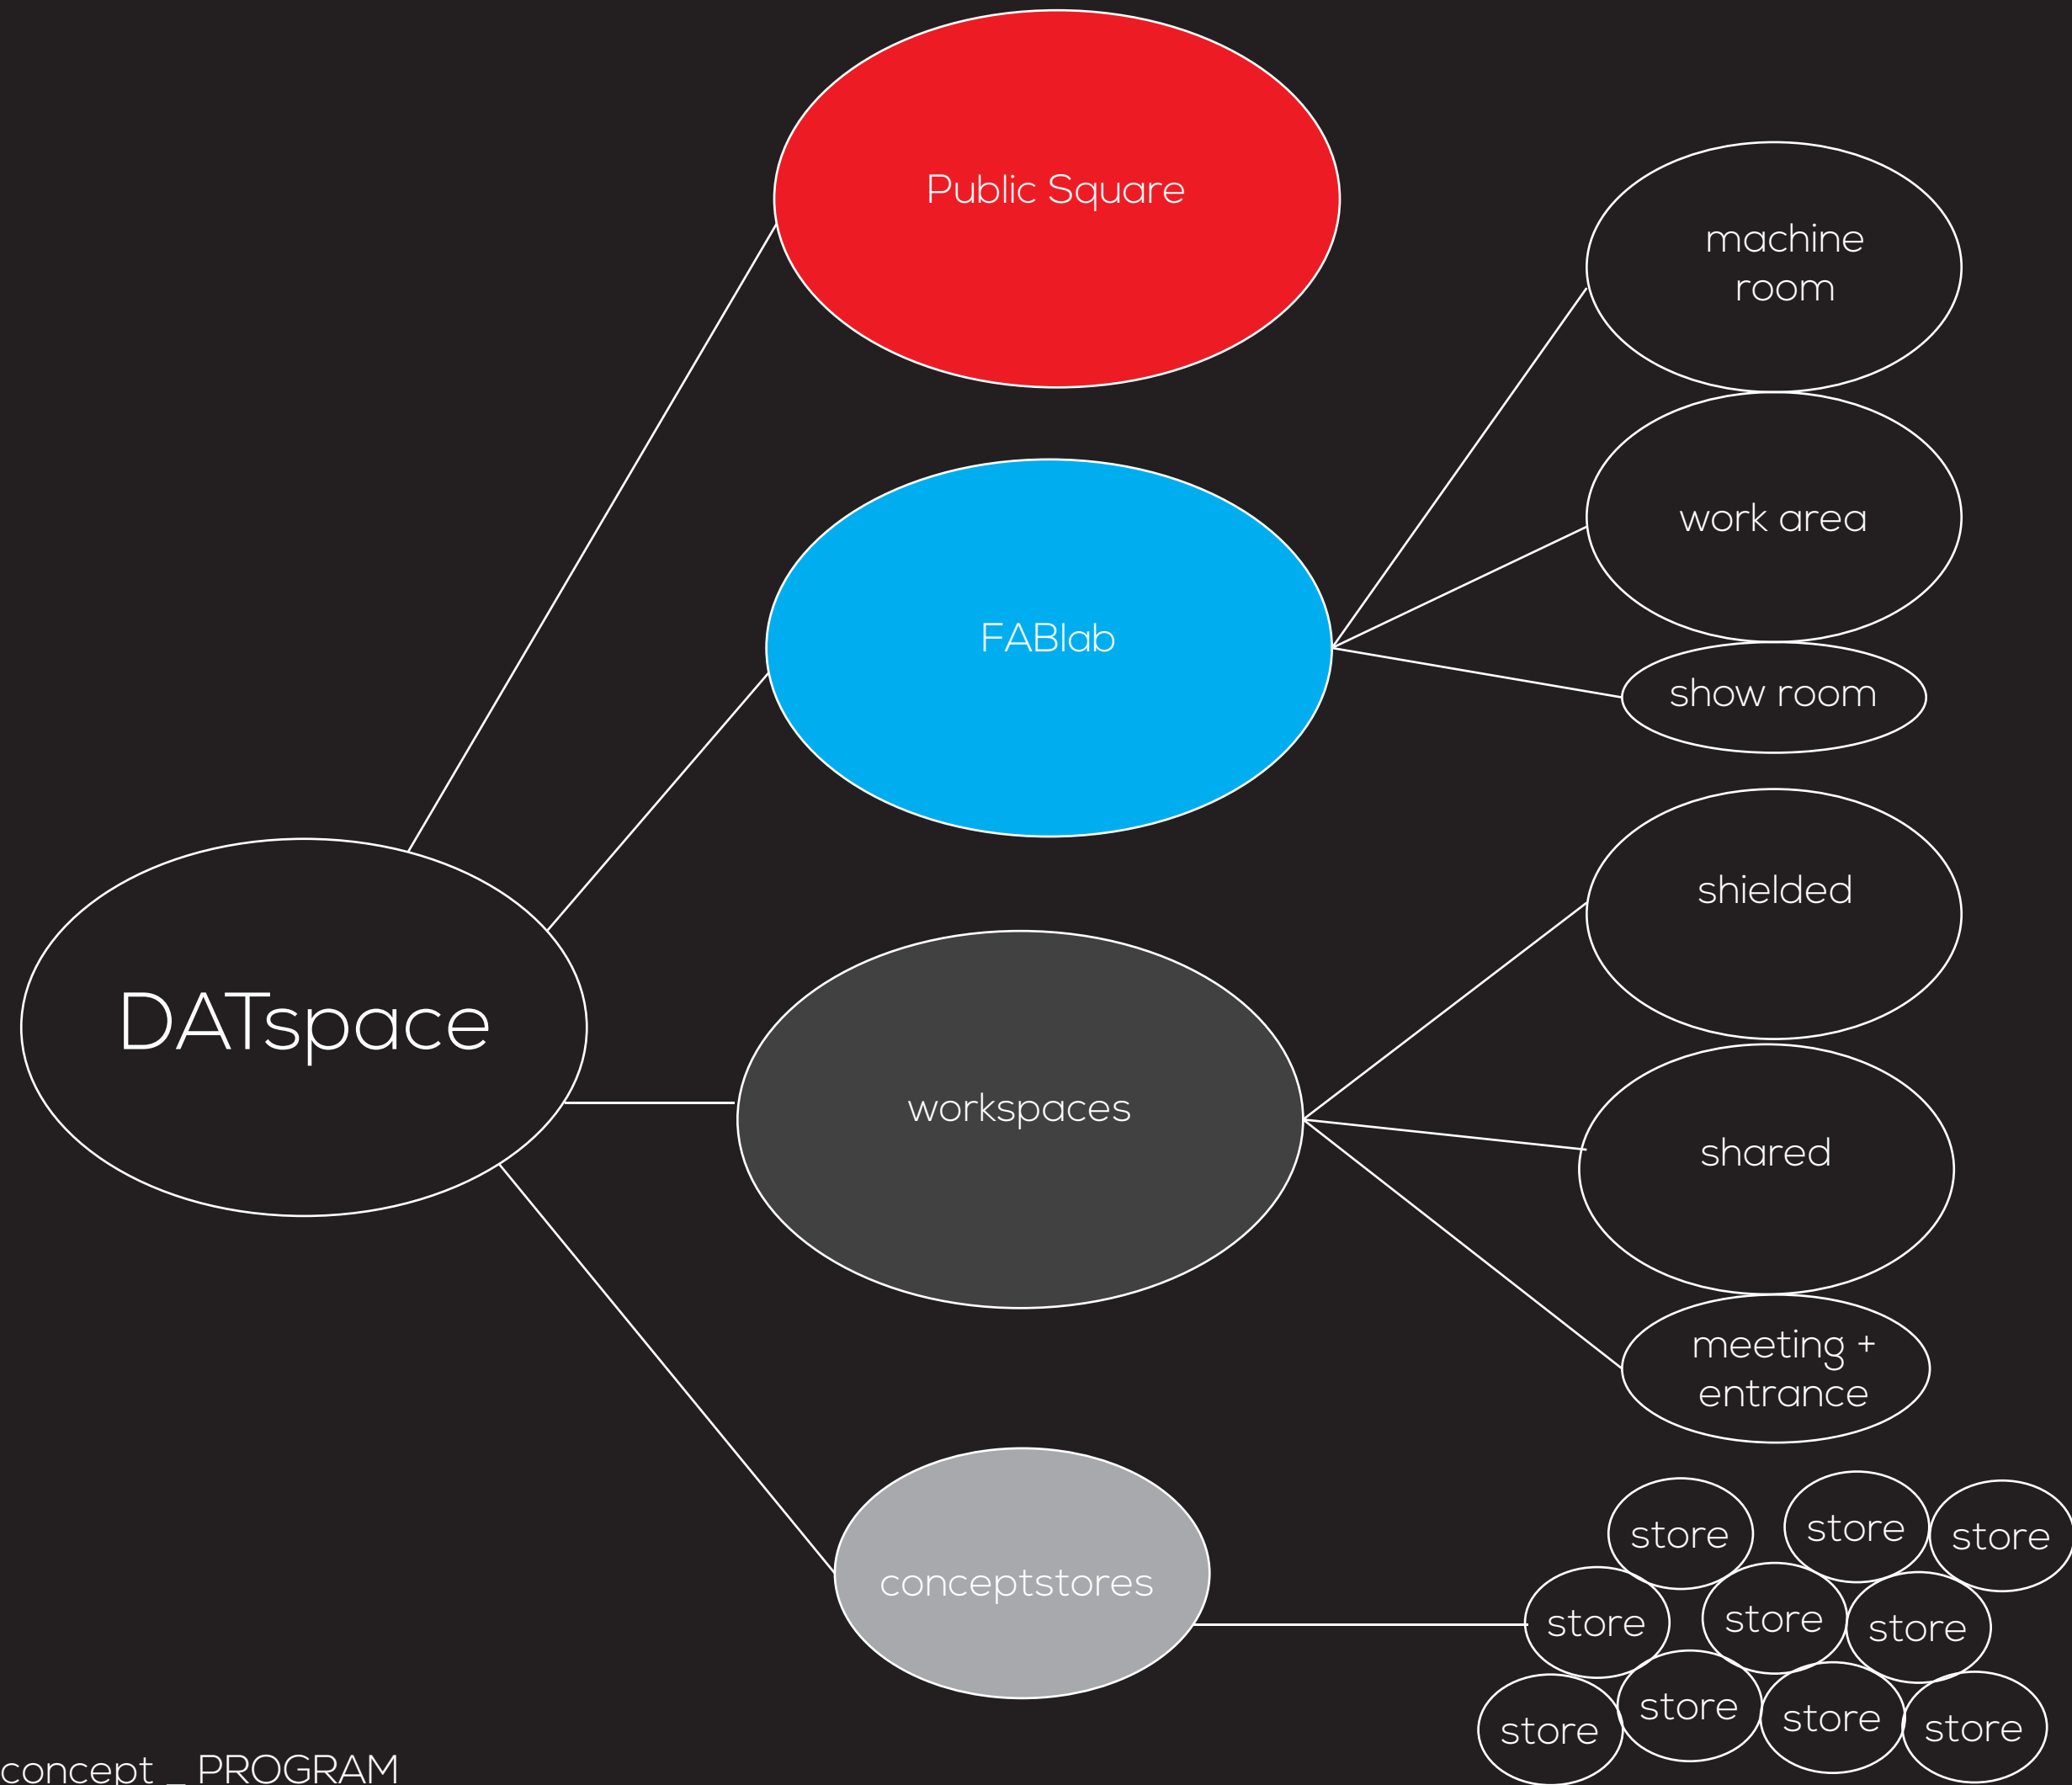 Public Square
machine
room
work area
FABlab
show room
shielded
DATspace
workspaces
shared
meeting +
entrance
conceptstores
store
store
store
store
store
store
store
store
store
store
concept _ PROGRAM